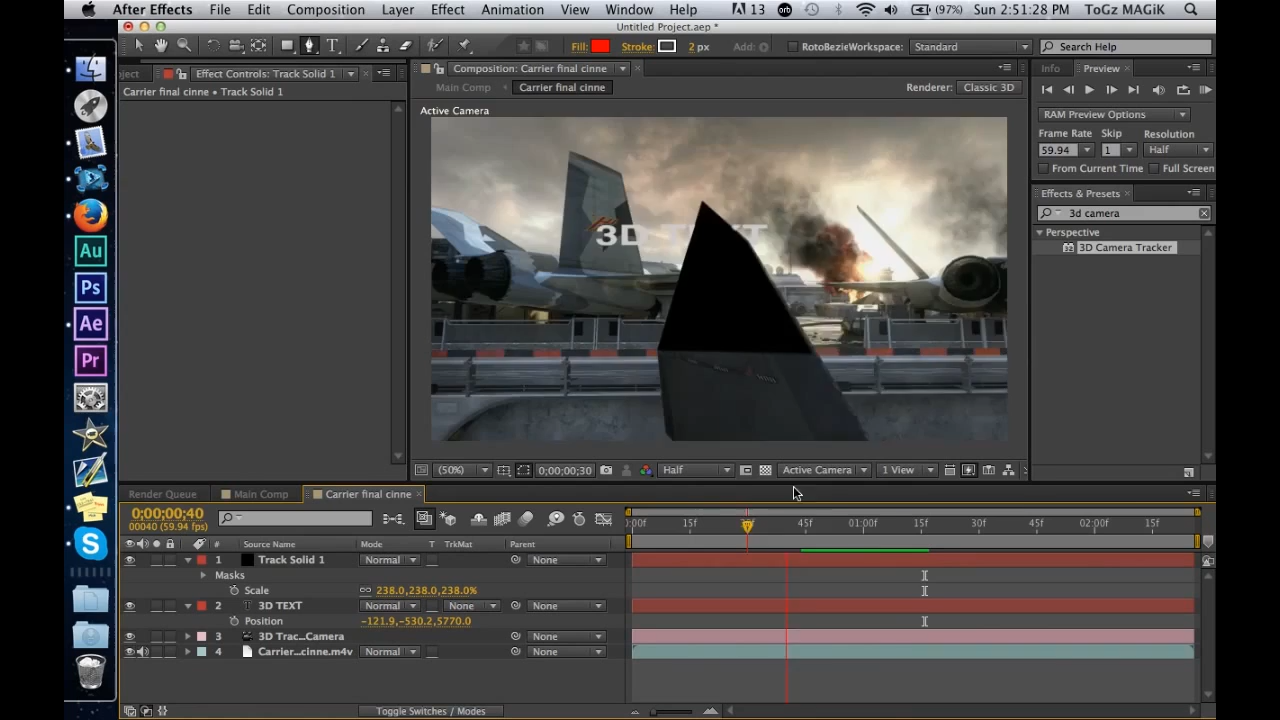 After Effects File Edit Composition Layer Effect Animation View Window Help 13 orb (97%) Sun 2:51:28 PM ToGz MAGiK
Untitled Project.aep *
T Fill: Stroke: 2 px Add: RotoBezier Workspace: Standard Search Help
oject Effect Controls: Track Solid 1 Composition: Carrier final cinne Info Preview
Carrier final cinne • Track Solid 1 Main Comp Carrier final cinne Renderer: Classic 3D
Active Camera
RAM Preview Options
Frame Rate Skip Resolution
59.94 1 Half
From Current Time Full Screen
Effects & Presets
3d camera
Perspective
3D Camera Tracker
3D TEXT
Au
Ps
Ae
Pr
(50%) 0;00;00;30 Half Active Camera 1 View
Render Queue Main Comp Carrier final cinne
0;00;00;40
00040 (59.94 fps)
:00f 15f 45f 01:00f 15f 30f 45f 02:00f 15f
# Source Name Mode T TrkMat Parent
1 Track Solid 1 Normal None
Masks
Scale 238.0,238.0,238.0%
2 T 3D TEXT Normal None None
Position -121.9,-530.2,5770.0
3 3D Trac...Camera None
4 Carrier...cinne.m4v Normal None
Toggle Switches / Modes